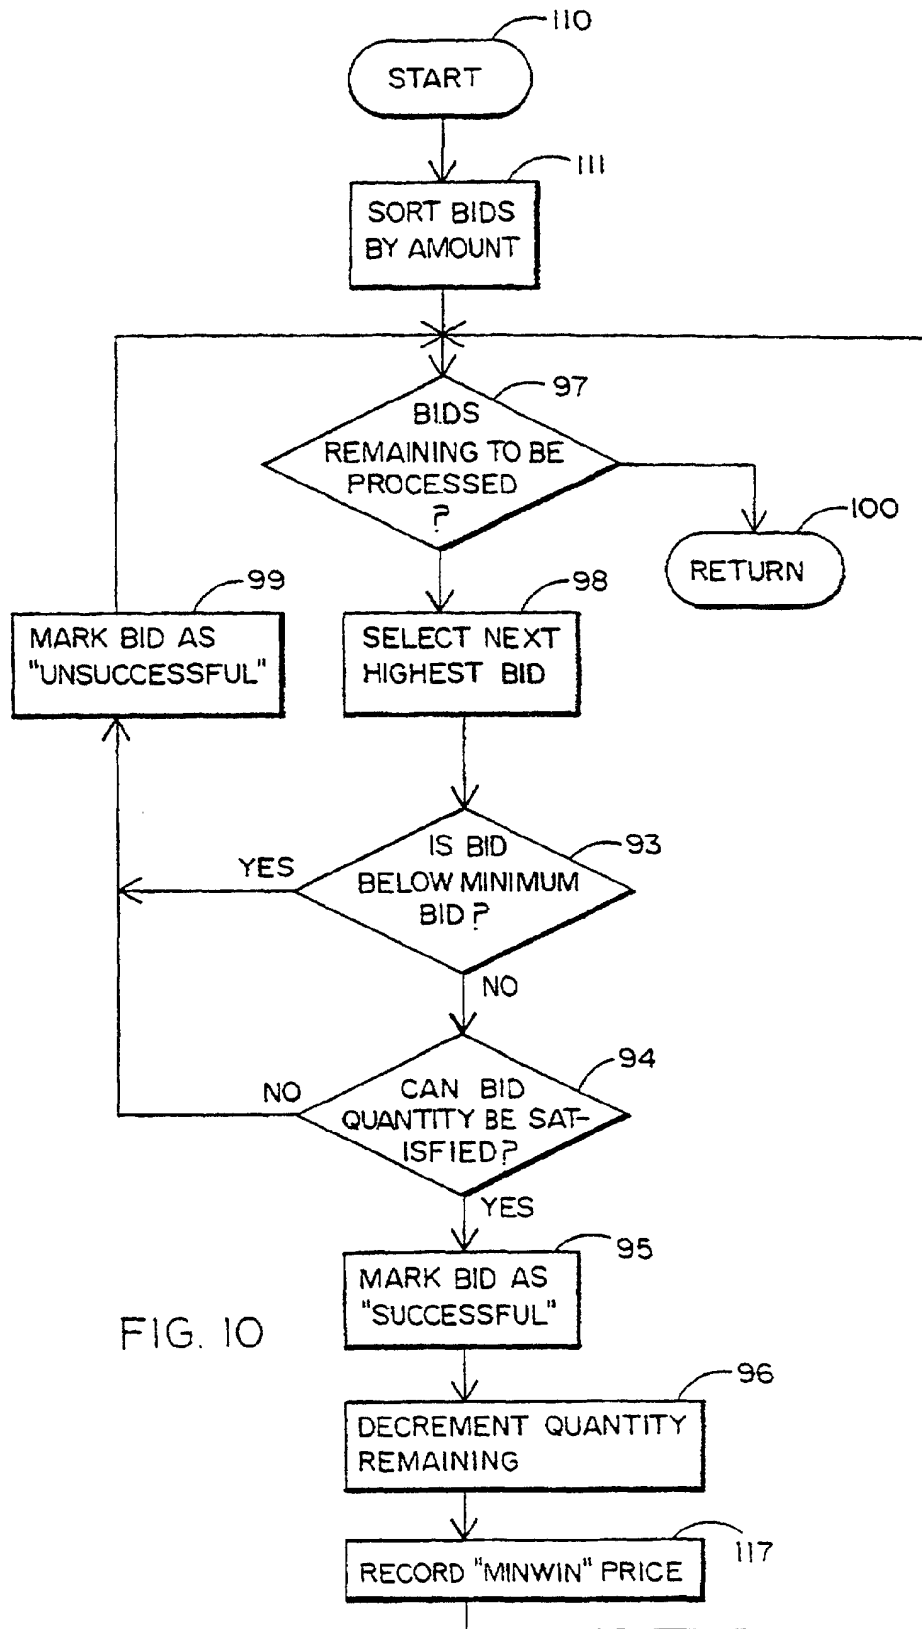 110
START
111
SORT BIDS
BY AMOUNT
97
BIDS
REMAINING TO BE
PROCESSED
?
100
RETURN
99
MARK BID AS
"UNSUCCESSFUL"
98
SELECT NEXT
HIGHEST BID
93
YES
IS BID
BELOW MINIMUM
BID?
NO
94
NO
CAN BID
QUANTITY BE SAT-
ISFIED?
YES
95
MARK BID AS
"SUCCESSFUL"
FIG. 10
96
DECREMENT QUANTITY
REMAINING
117
RECORD "MINWIN" PRICE